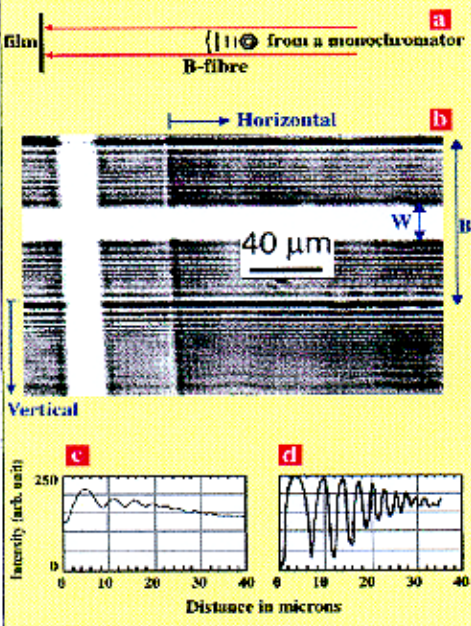 a
film
from a monochromator
B-fibre
b
Horizontal
W
B
40 µm
Vertical
c
d
Intensity (arb. unit)
250
0
0 10 20 30 40
0 10 20 30 40
Distance in microns